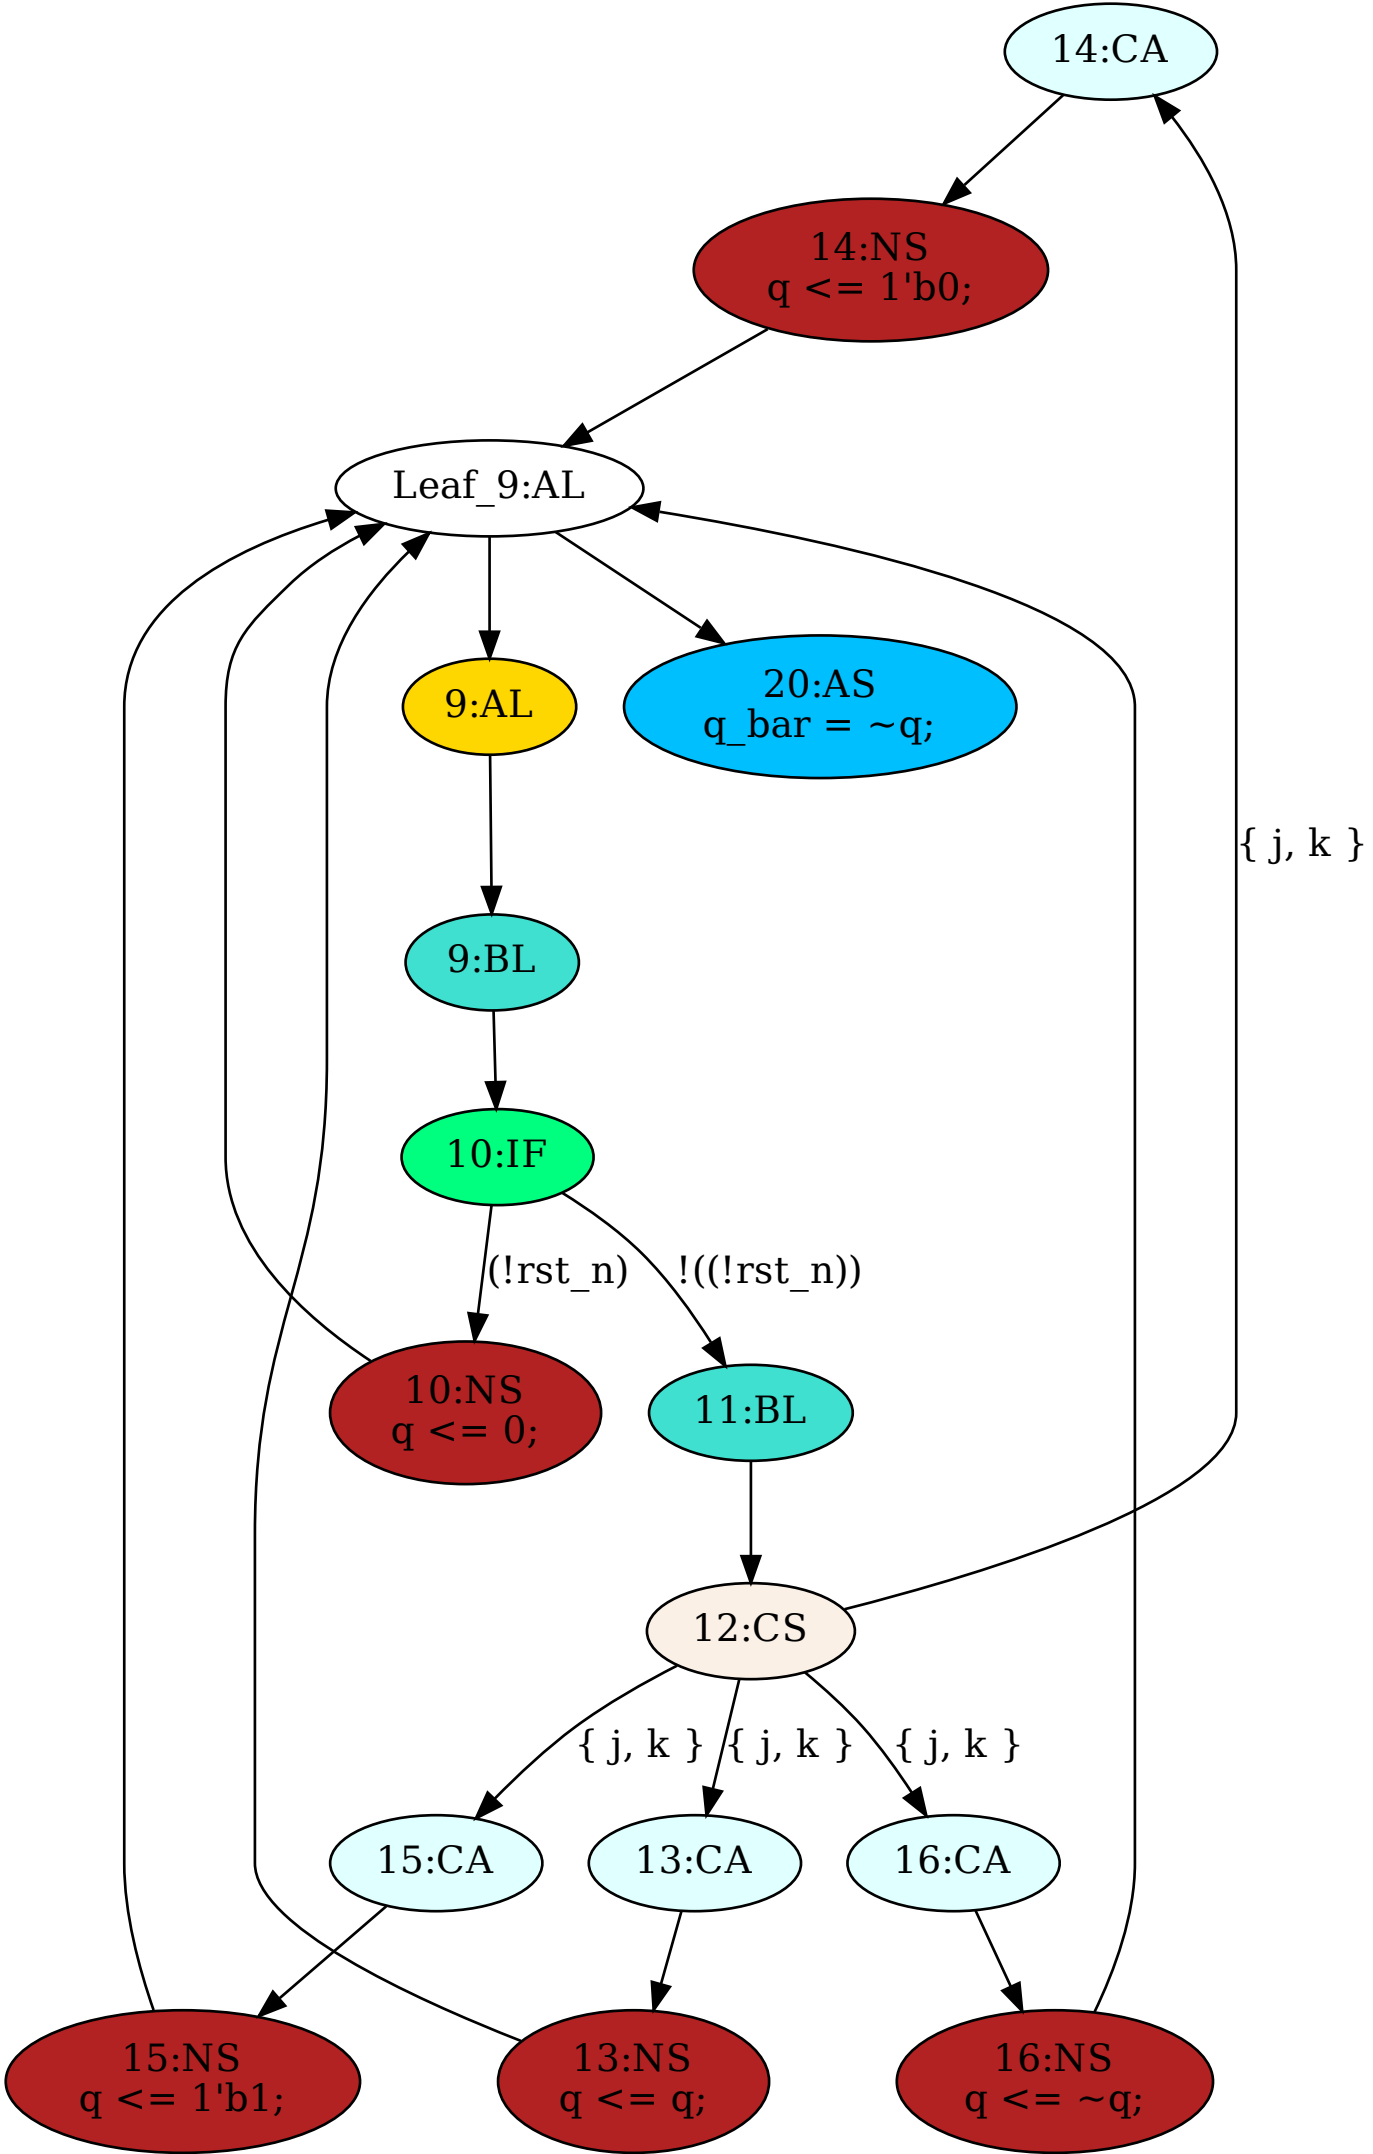 14:CA
14:NS
q <= 1'b0;
Leaf_9:AL
9:AL
20:AS
q_bar = ~q;
{ j, k }
9:BL
10:IF
(!rst_n)
!((!rst_n))
10:NS
q <= 0;
11:BL
12:CS
{ j, k }
{ j, k }
{ j, k }
15:CA
13:CA
16:CA
15:NS
q <= 1'b1;
13:NS
q <= q;
16:NS
q <= ~q;